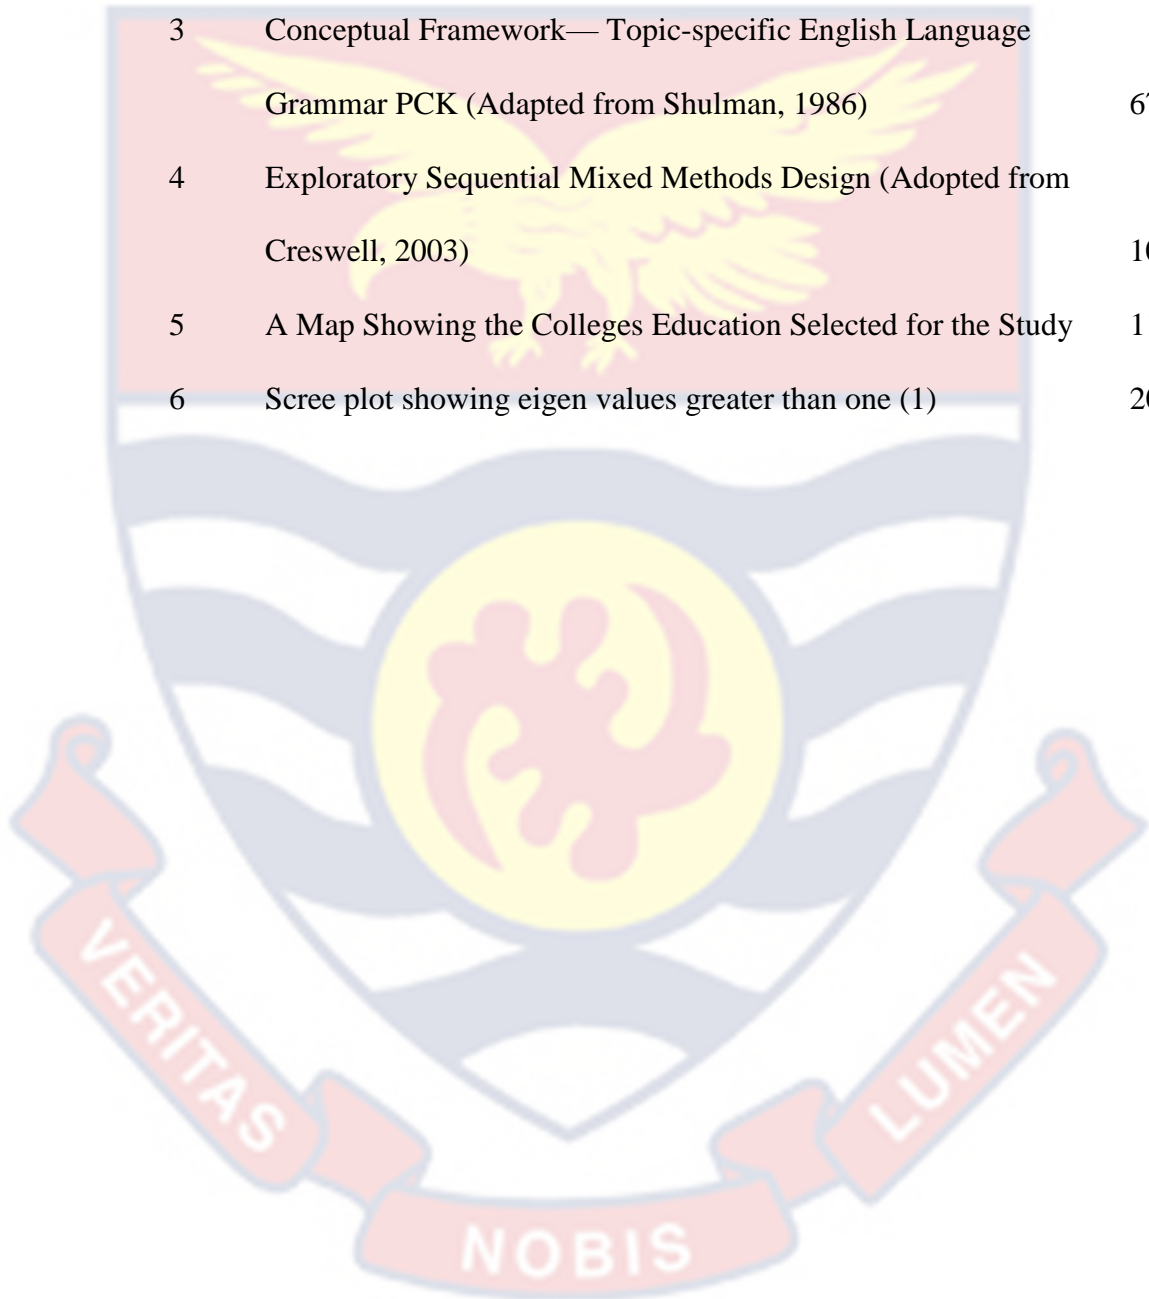 3 Conceptual Framework— Topic-specific English Language
Grammar PCK (Adapted from Shulman, 1986)
4 Exploratory Sequential Mixed Methods Design (Adopted from
Creswell, 2003)
5 A Map Showing the Colleges Education Selected for the Study
6 Scree plot showing eigen values greater than one (1)
VERITAS
NOBIS
LUMEN